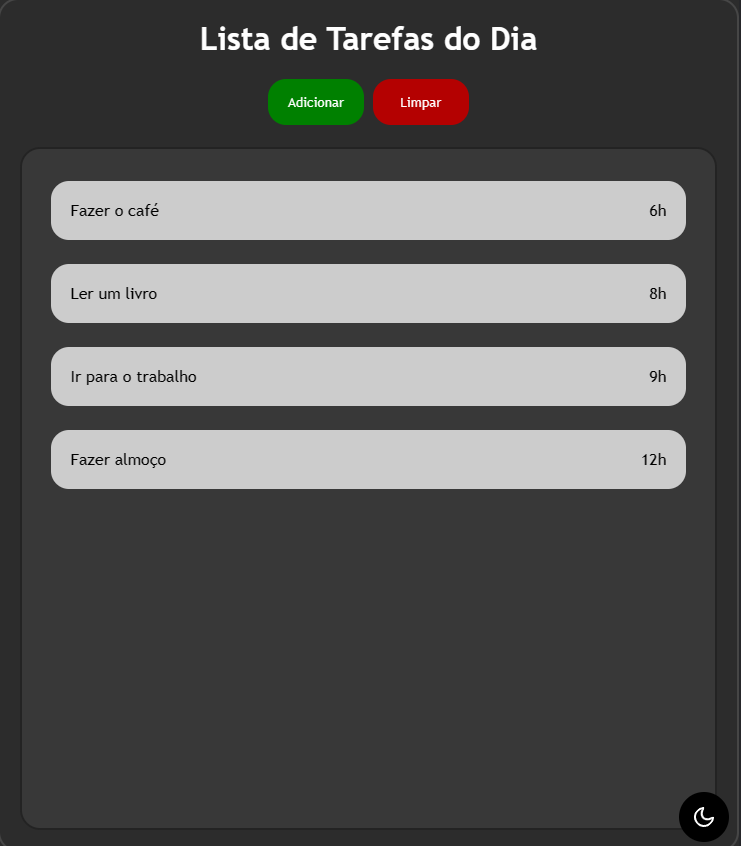 Lista de Tarefas do Dia
Adicionar Limpar
Fazer o café 6h
Ler um livro 8h
Ir para o trabalho 9h
Fazer almoço 12h